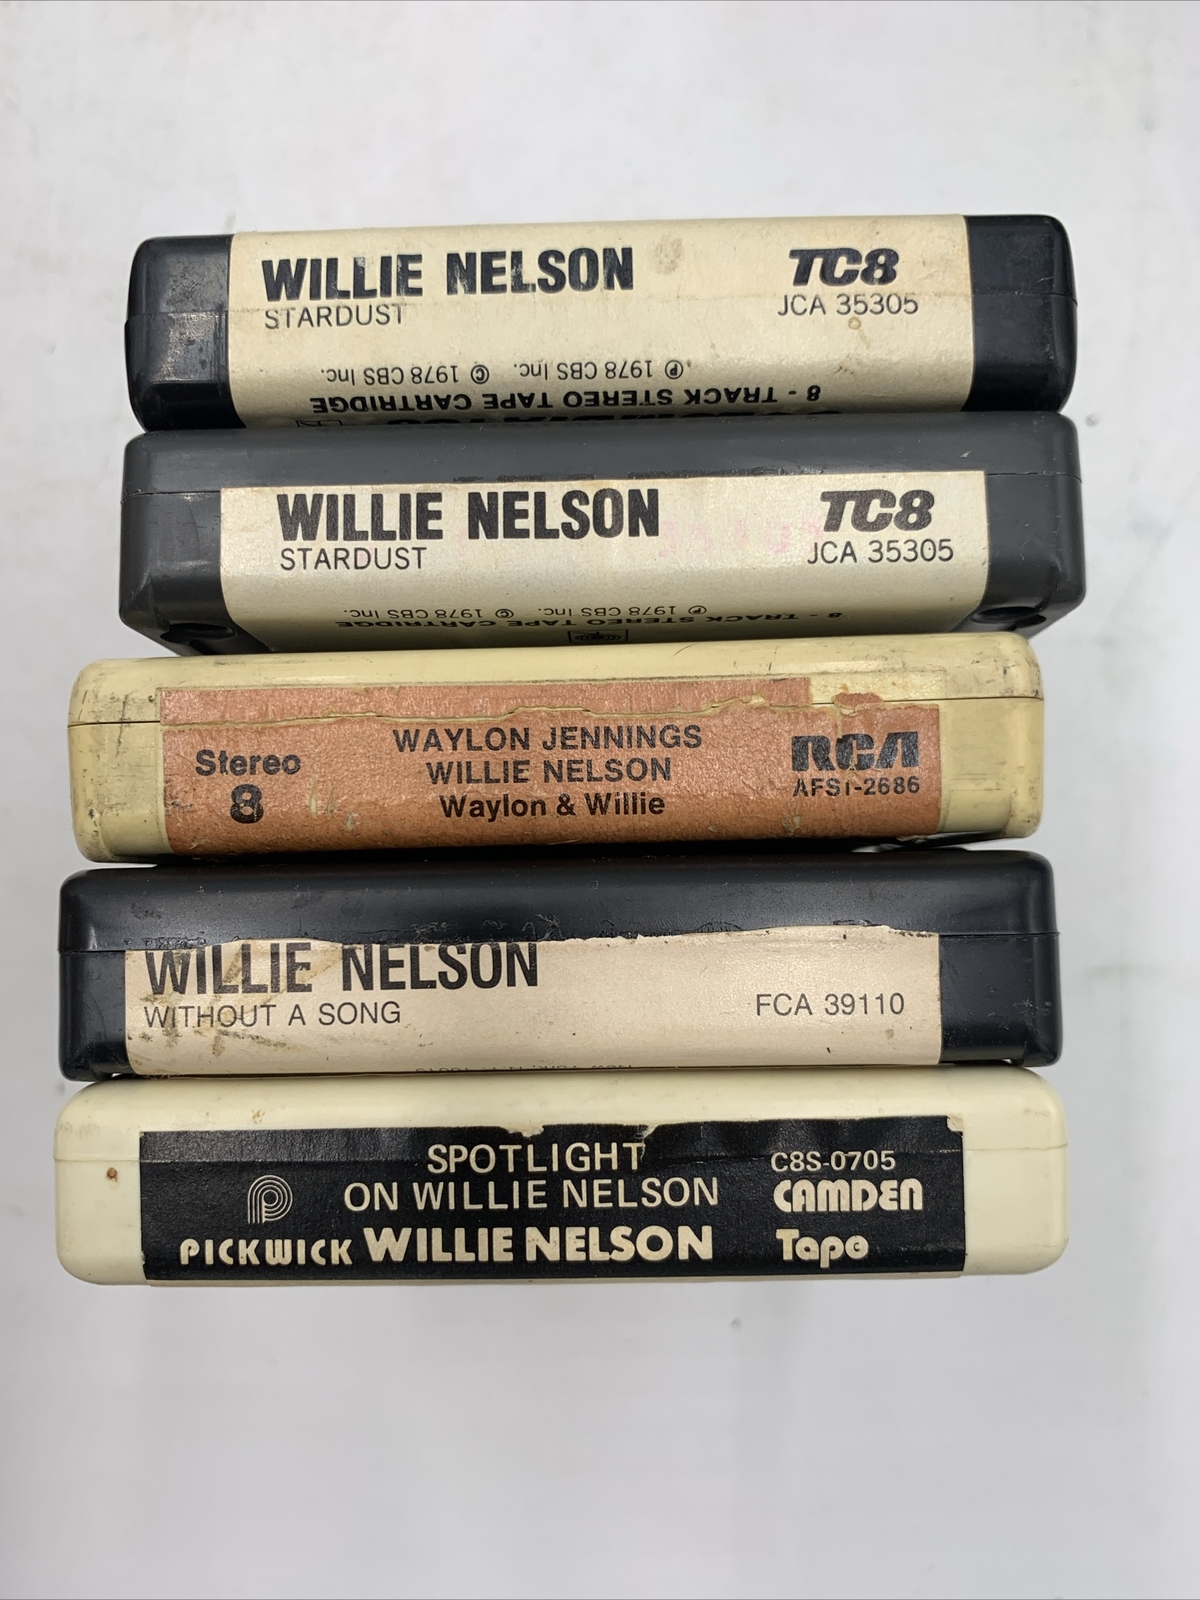 WILLIE NELSON TC8
STARDUST JCA 35305
℗ 1978 CBS Inc. © 1978 CBS Inc.
8 - TRACK STEREO TAPE CARTRIDGE
WILLIE NELSON TC8
STARDUST JCA 35305
℗ 1978 CBS Inc. © 1978 CBS Inc.
8 - TRACK STEREO TAPE CARTRIDGE
WAYLON JENNINGS
Stereo WILLIE NELSON RCA
8 Waylon & Willie AFS1-2686
WILLIE NELSON
WITHOUT A SONG FCA 39110
SPOTLIGHT C8S-0705
ON WILLIE NELSON CAMDEN
PICKWICK WILLIE NELSON Tape